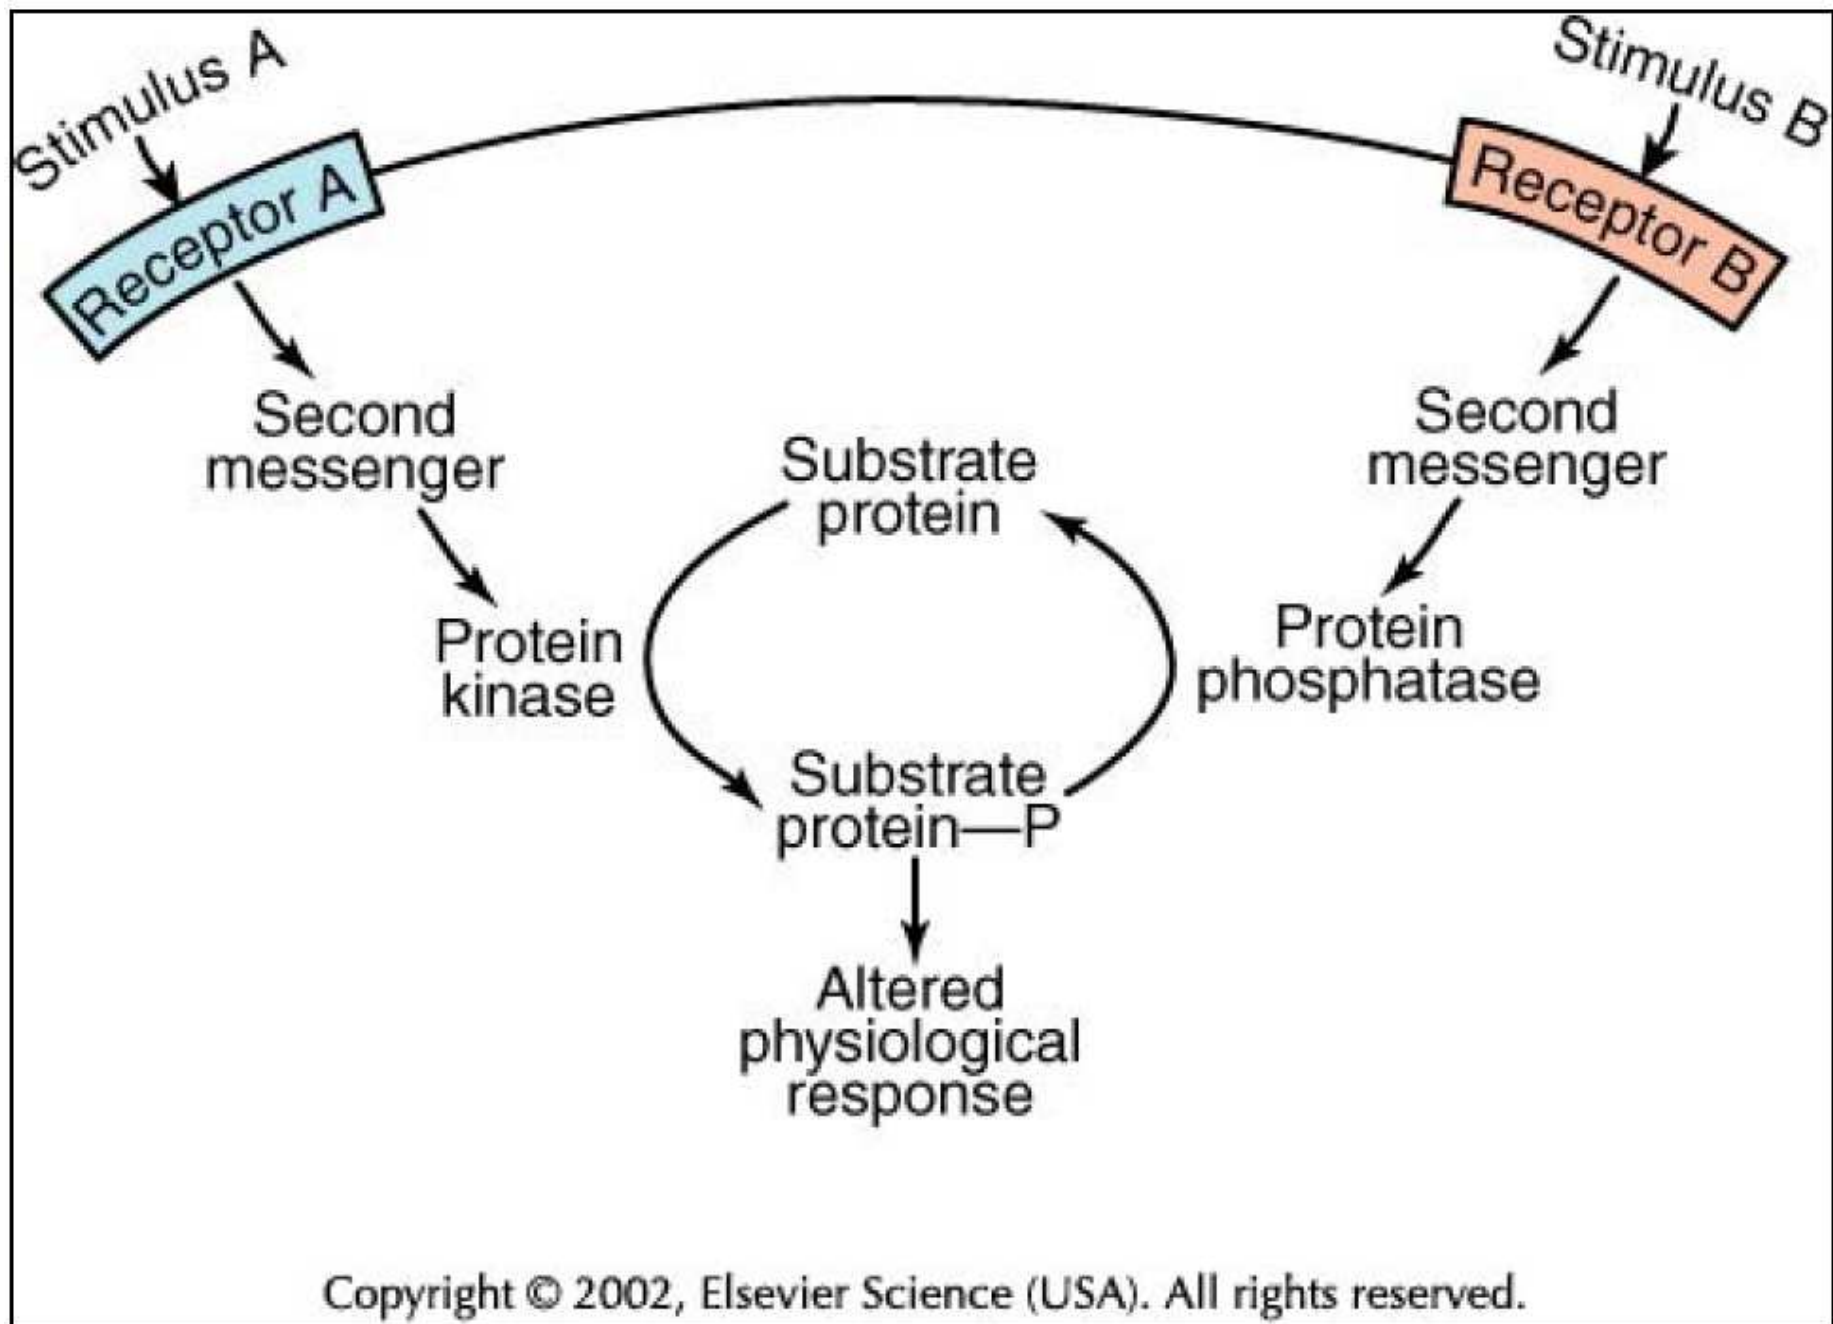 Stimulus A
Receptor A
Stimulus B
Receptor B
Second
messenger
Second
messenger
Substrate
protein
Protein
kinase
Protein
phosphatase
Substrate
protein—P
Altered
physiological
response
Copyright © 2002, Elsevier Science (USA). All rights reserved.